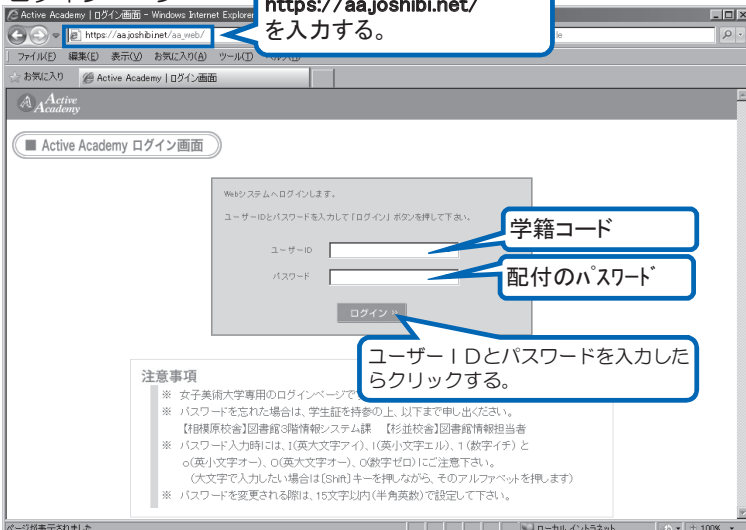 Active Academy | ログイン画面 - Windows Internet Explorer
https://aa.joshibi.net/
を入力する。
https://aa.joshibi.net/aa_web/
ファイル(F) 編集(E) 表示(V) お気に入り(A) ツール(T)
お気に入り Active Academy | ログイン画面
Active Academy
■ Active Academy ログイン画面
Webシステムへログインします。
ユーザーIDとパスワードを入力して「ログイン」ボタンを押して下さい。
学籍コード
ユーザーID
配付のパスワード
パスワード
ログイン »
ユーザーIDとパスワードを入力した
らクリックする。
注意事項
※ 女子美術大学専用のログインページで
※ パスワードを忘れた場合は、学生証を持参の上、以下まで申し出ください。
【相模原校舎】図書館3階情報システム課 【杉並校舎】図書館情報担当者
※ パスワード入力時には、I(英大文字アイ)、l(英小文字エル)、1(数字イチ)と
o(英小文字オー)、O(英大文字オー)、0(数字ゼロ)にご注意下さい。
(大文字で入力したい場合は[Shift]キーを押しながら、そのアルファベットを押します)
※ パスワードを変更される際は、15文字以内(半角英数)で設定して下さい。
ページが表示されました
ローカル イントラネット
100%